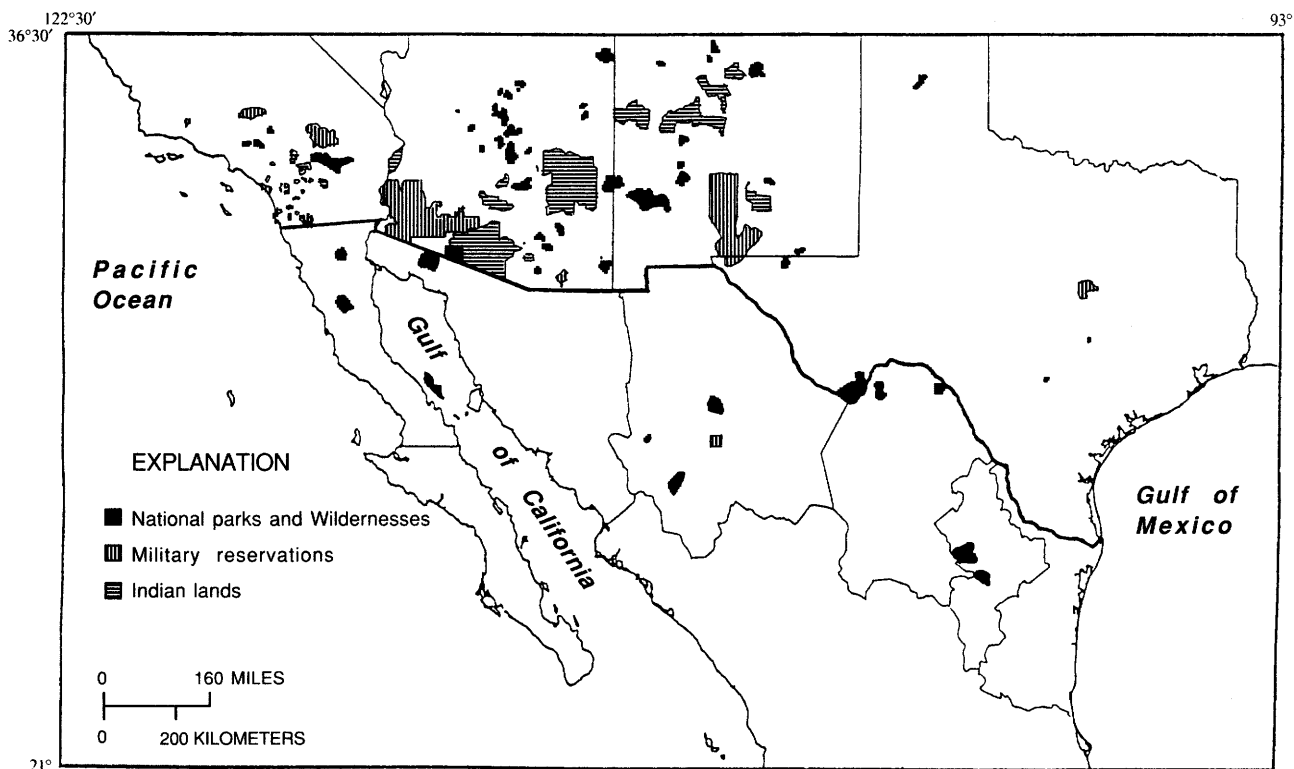 122°30′
93°
36°30′
Pacific
Ocean
Gulf
of California
EXPLANATION
National parks and Wildernesses
Military reservations
Indian lands
Gulf of
Mexico
0 160 MILES
0 200 KILOMETERS
21°